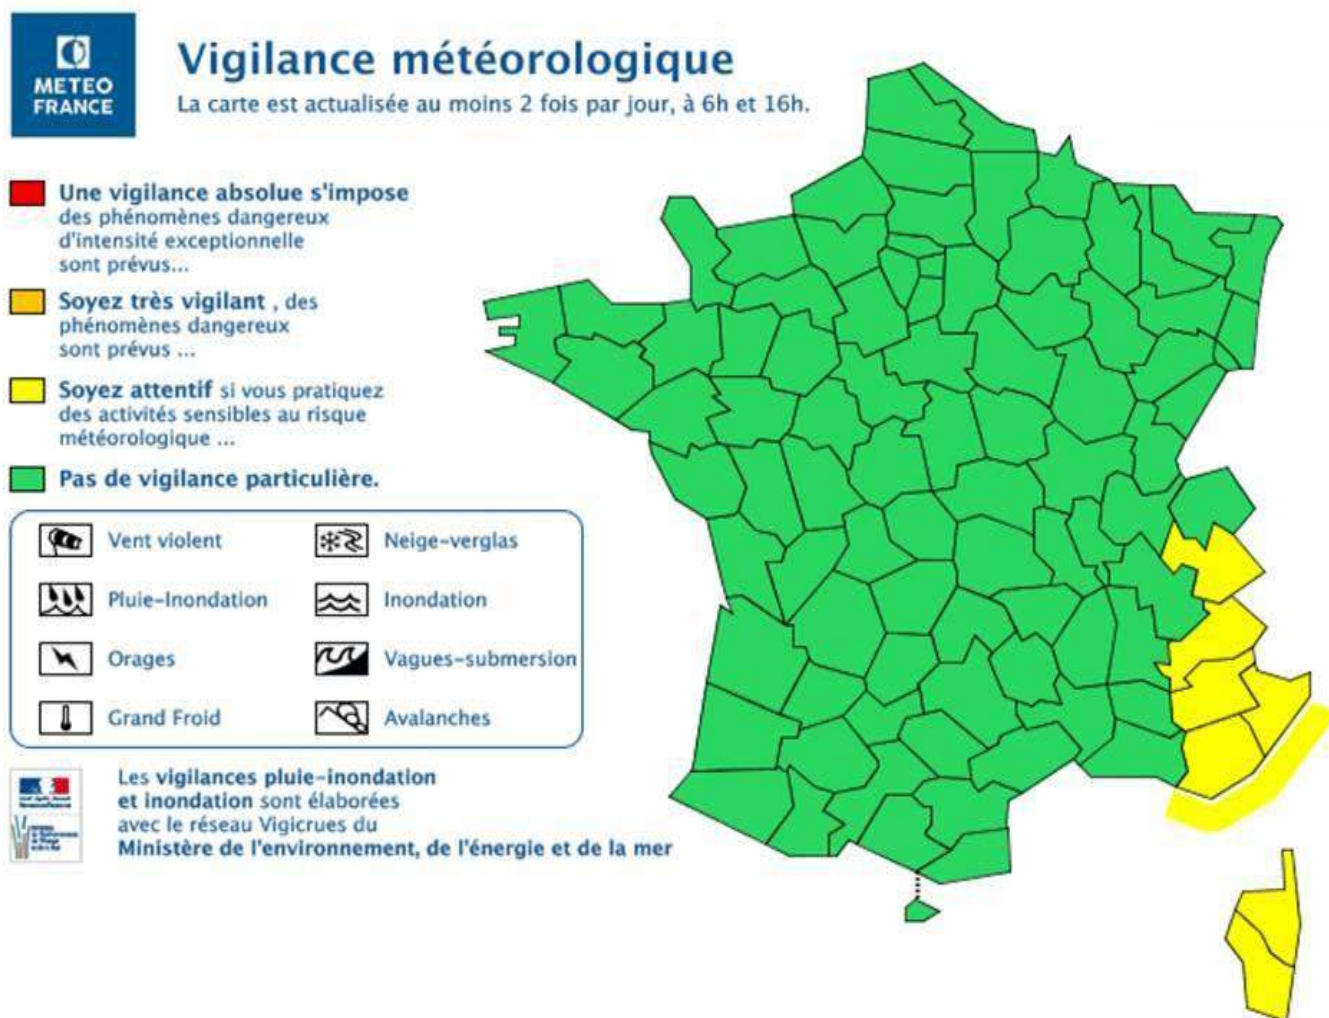 METEO
FRANCE
Vigilance météorologique
La carte est actualisée au moins 2 fois par jour, à 6h et 16h.
Une vigilance absolue s'impose
des phénomènes dangereux
d'intensité exceptionnelle
sont prévus...
Soyez très vigilant , des
phénomènes dangereux
sont prévus ...
Soyez attentif si vous pratiquez
des activités sensibles au risque
météorologique ...
Pas de vigilance particulière.
Vent violent
Neige-verglas
Pluie-Inondation
Inondation
Orages
Vagues-submersion
Grand Froid
Avalanches
Les vigilances pluie-inondation
et inondation sont élaborées
avec le réseau Vigicrues du
Ministère de l'environnement, de l'énergie et de la mer